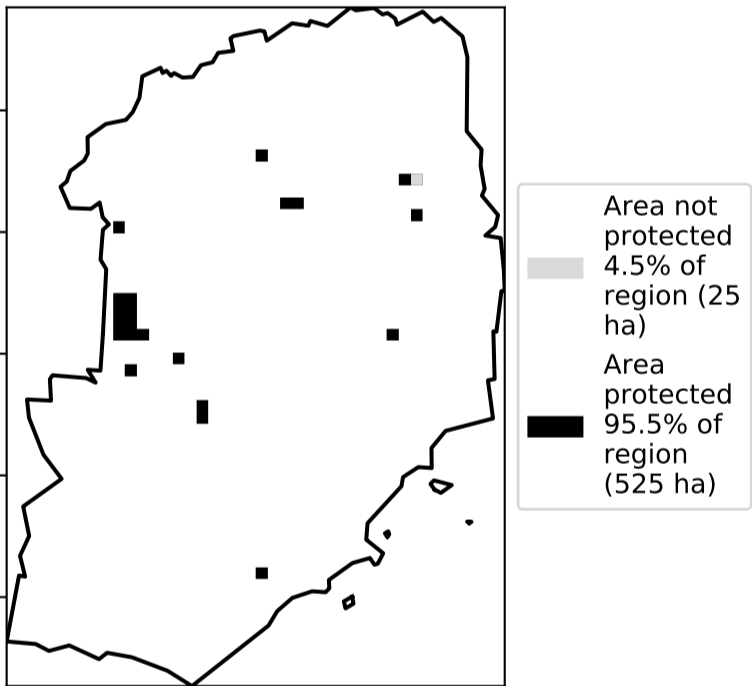 Area not
protected
4.5% of
region (25
ha)
Area
protected
95.5% of
region
(525 ha)